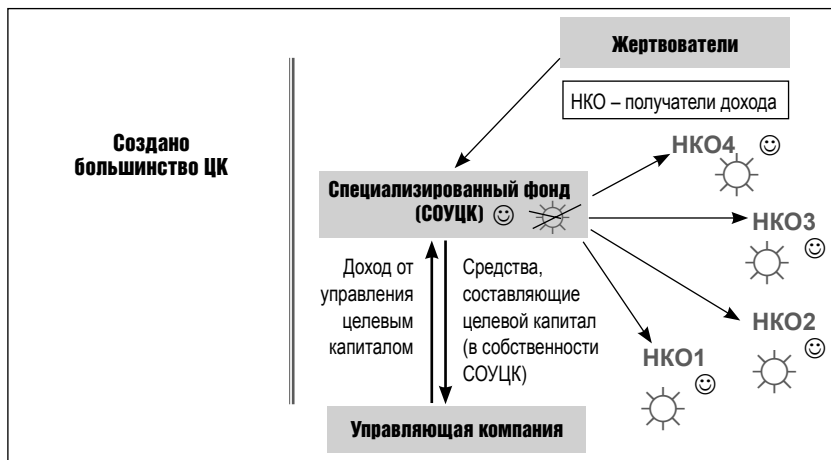 Жертвователи
НКО – получатели дохода
Создано
большинство ЦК
НКО4
Специализированный фонд
(СОУЦК)
НКО3
Доход от
управления
целевым
капиталом
Средства,
составляющие
целевой капитал
(в собственности
СОУЦК)
НКО2
НКО1
Управляющая компания